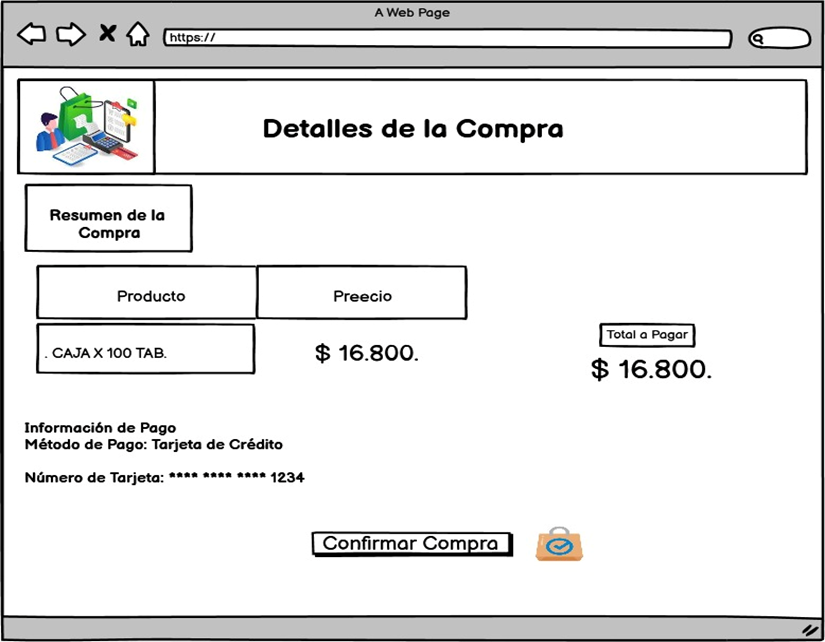 A Web Page
https://
Detalles de la Compra
Resumen de la
Compra
Producto
Preecio
. CAJA X 100 TAB.
$ 16.800.
Total a Pagar
$ 16.800.
Información de Pago
Método de Pago: Tarjeta de Crédito
Número de Tarjeta: **** **** **** 1234
Confirmar Compra